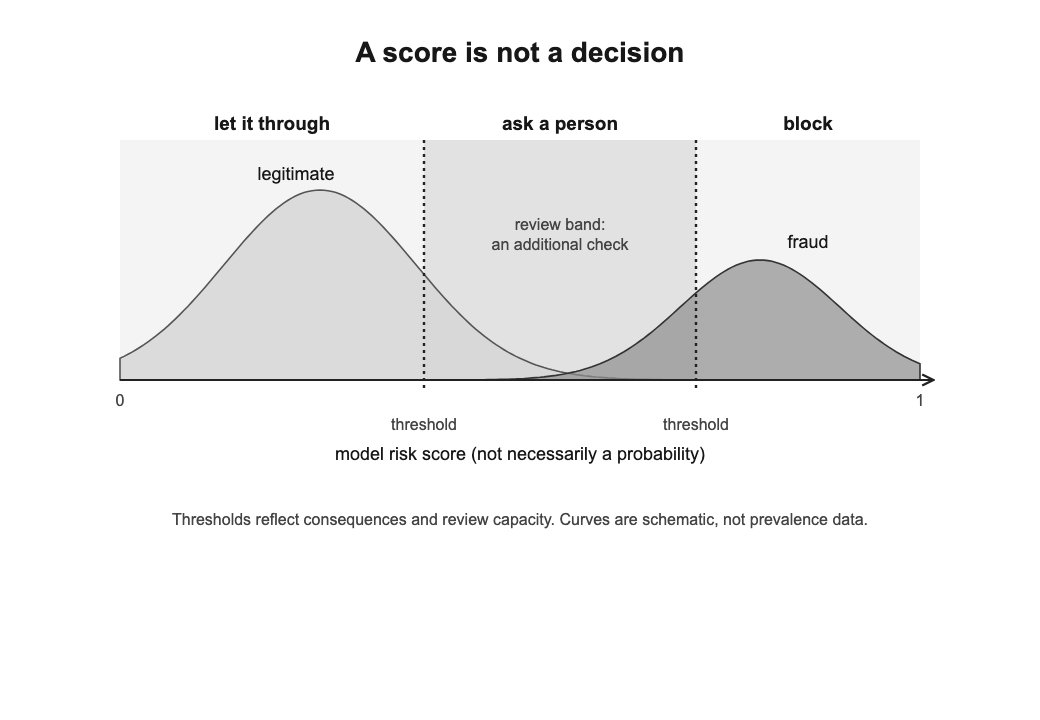 A score is not a decision
let it through
ask a person
block
legitimate
review band:
an additional check
fraud
0
1
threshold
threshold
model risk score (not necessarily a probability)
Thresholds reflect consequences and review capacity. Curves are schematic, not prevalence data.